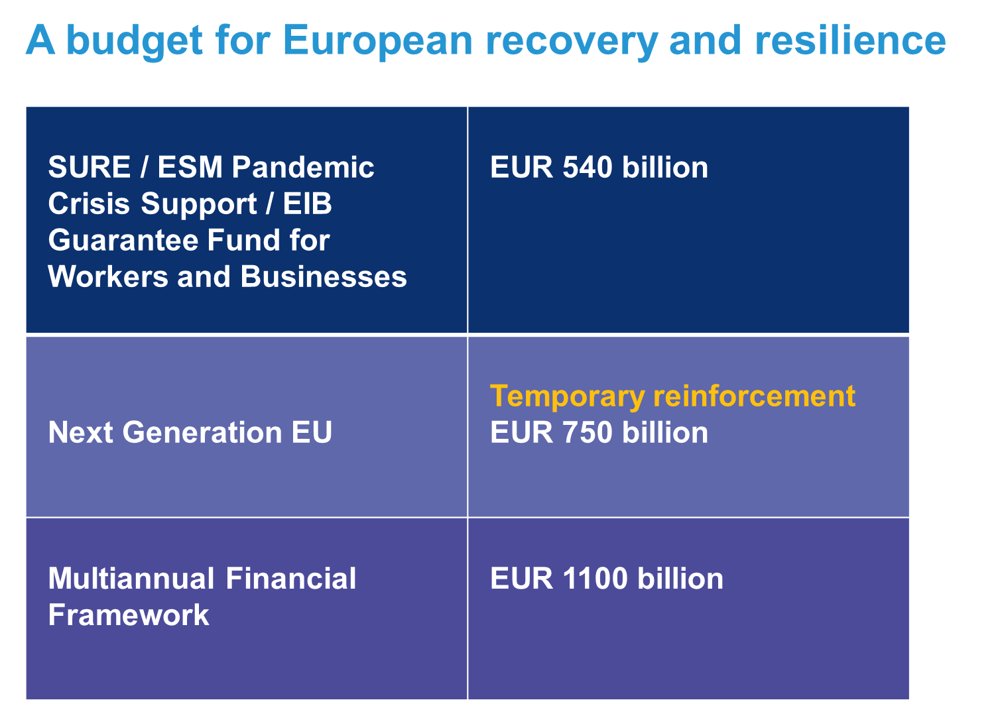 A budget for European recovery and resilience
SURE / ESM Pandemic
Crisis Support / EIB
Guarantee Fund for
Workers and Businesses
EUR 540 billion
Next Generation EU
Temporary reinforcement
EUR 750 billion
Multiannual Financial
Framework
EUR 1100 billion